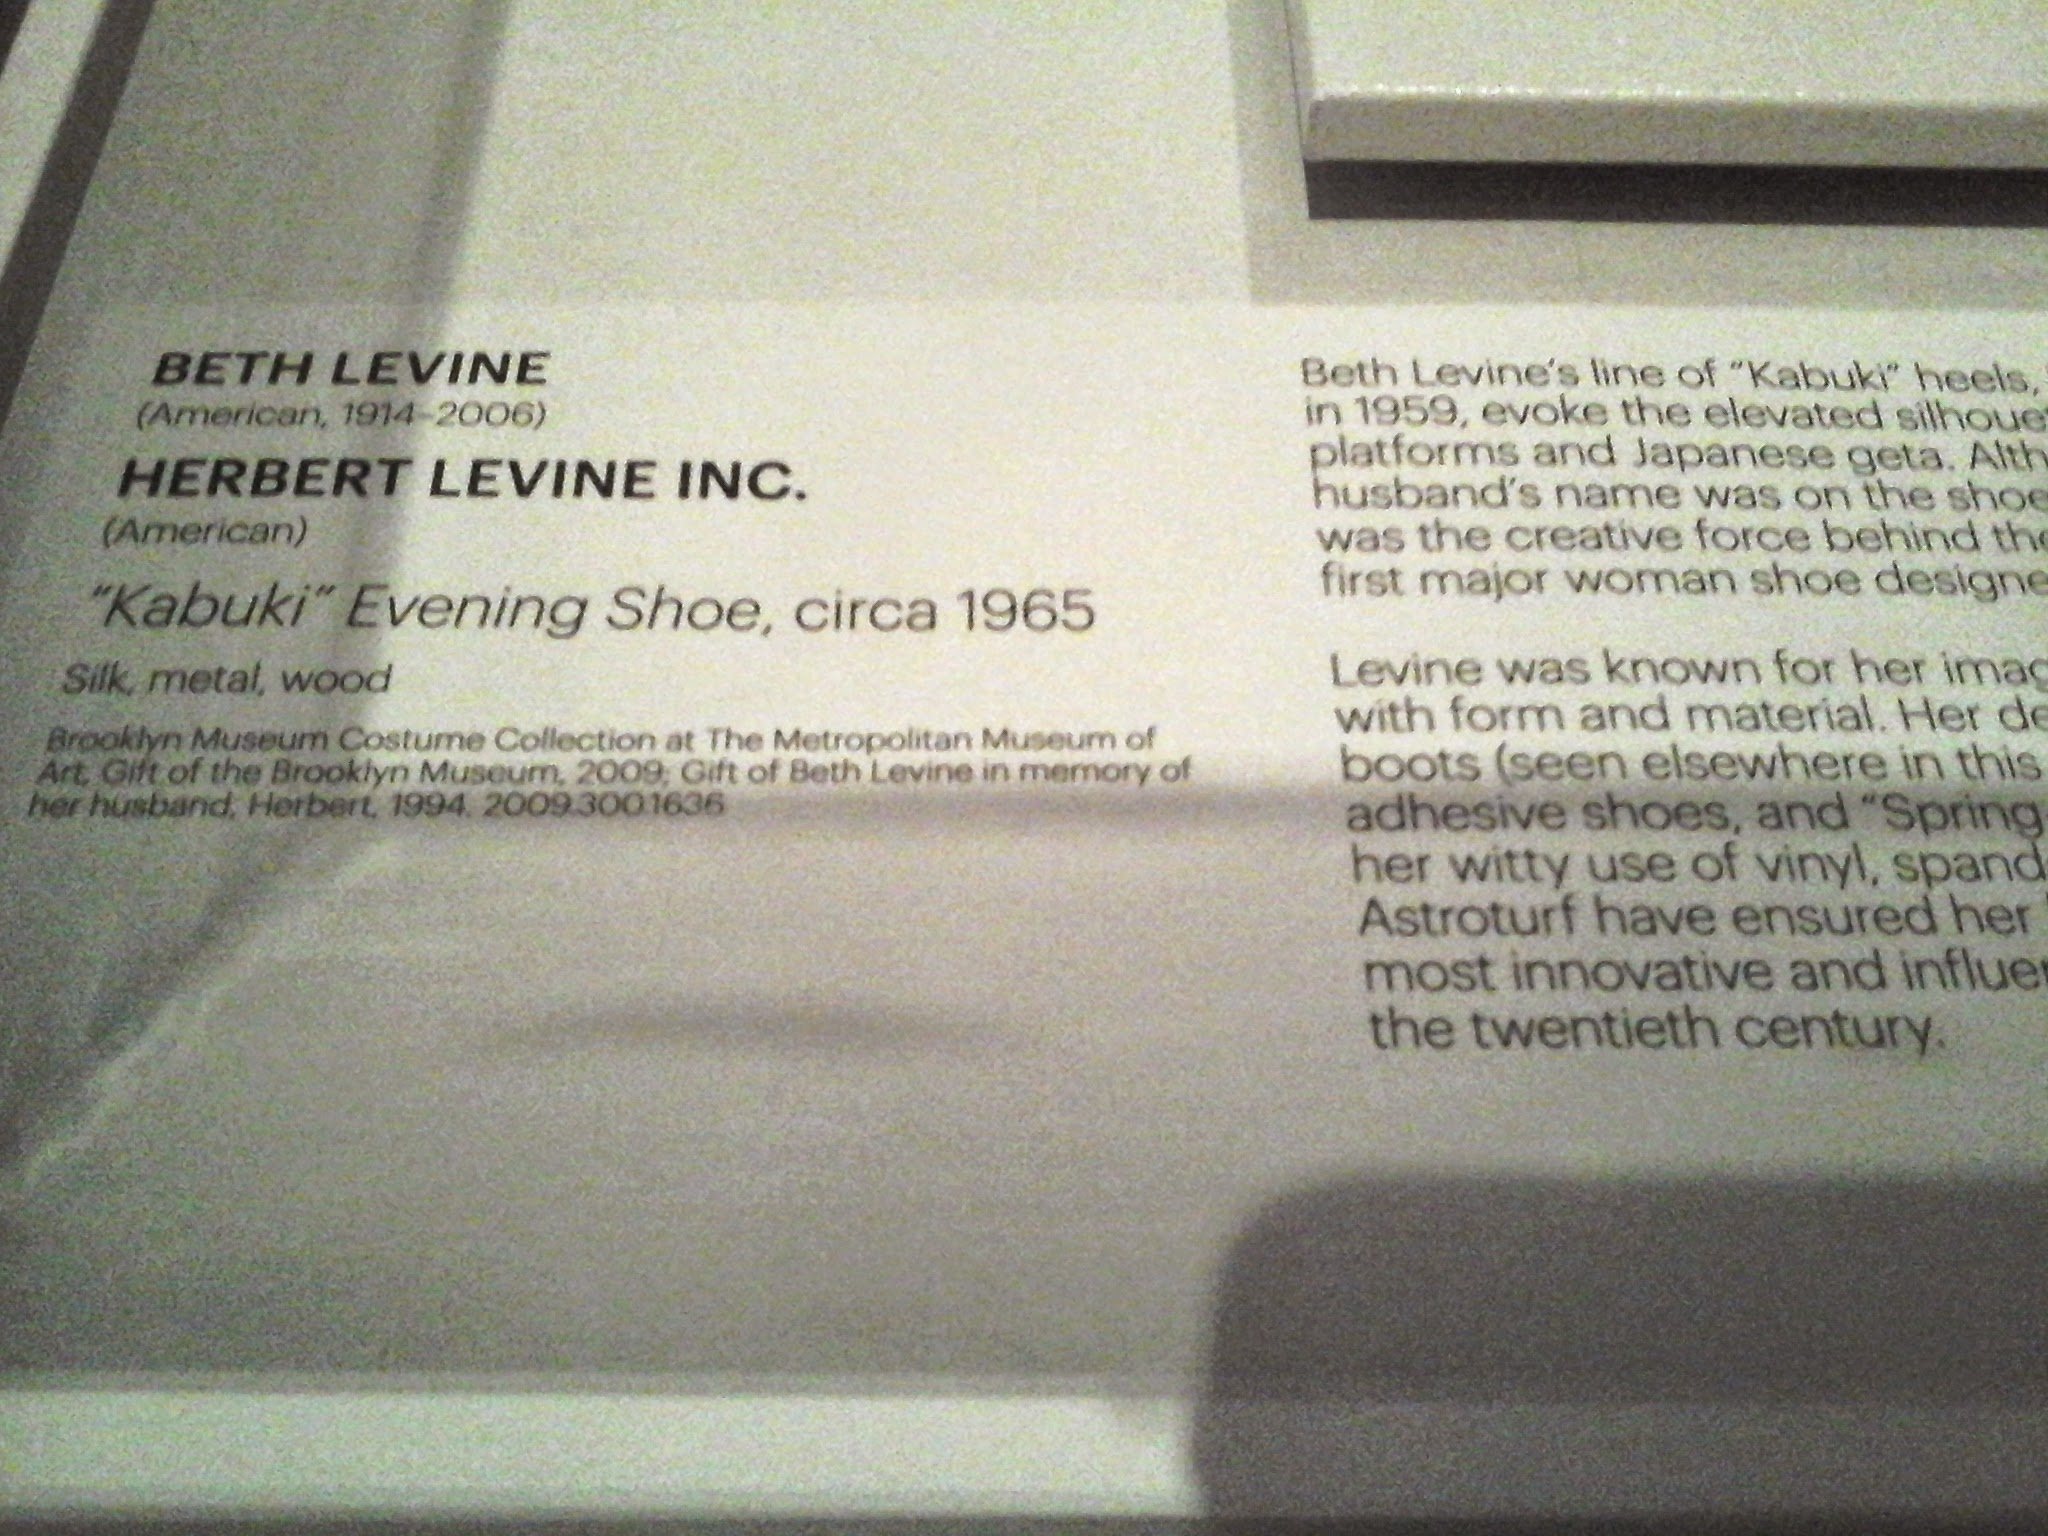 BETH LEVINE
(American, 1914–2006)
HERBERT LEVINE INC.
(American)
"Kabuki" Evening Shoe, circa 1965
Silk, metal, wood
Brooklyn Museum Costume Collection at The Metropolitan Museum of
Art, Gift of the Brooklyn Museum, 2009; Gift of Beth Levine in memory of
her husband, Herbert, 1994. 2009.300.1636
Beth Levine's line of "Kabuki" heels,
in 1959, evoke the elevated
platforms and Japanese geta.
husband's name was on the
was the creative force behind
first major woman shoe
Levine was known for her
with form and material. Her
boots (seen elsewhere in this
adhesive shoes, and "Spring
her witty use of vinyl,
Astroturf have ensured her
most innovative and
the twentieth century.